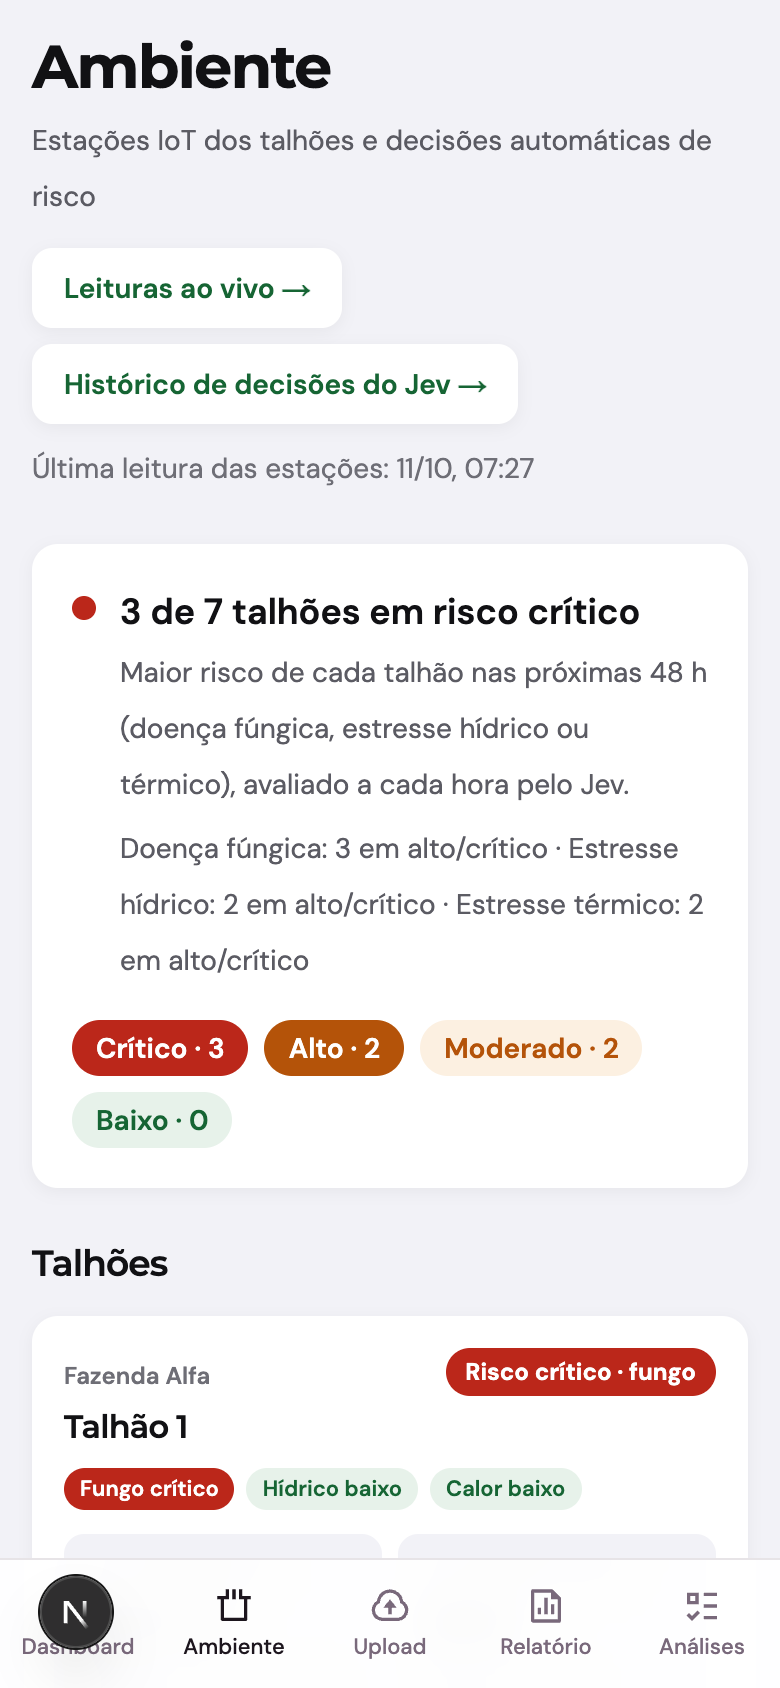 Ambiente
Estações IoT dos talhões e decisões automáticas de
risco
Leituras ao vivo →
Histórico de decisões do Jev →
Última leitura das estações: 11/10, 07:27
3 de 7 talhões em risco crítico
Maior risco de cada talhão nas próximas 48 h
(doença fúngica, estresse hídrico ou
térmico), avaliado a cada hora pelo Jev.
Doença fúngica: 3 em alto/crítico · Estresse
hídrico: 2 em alto/crítico · Estresse térmico: 2
em alto/crítico
Crítico · 3
Alto · 2
Moderado · 2
Baixo · 0
Talhões
Fazenda Alfa
Risco crítico · fungo
Talhão 1
Fungo crítico
Hídrico baixo
Calor baixo
N
Dashboard
Ambiente
Upload
Relatório
Análises